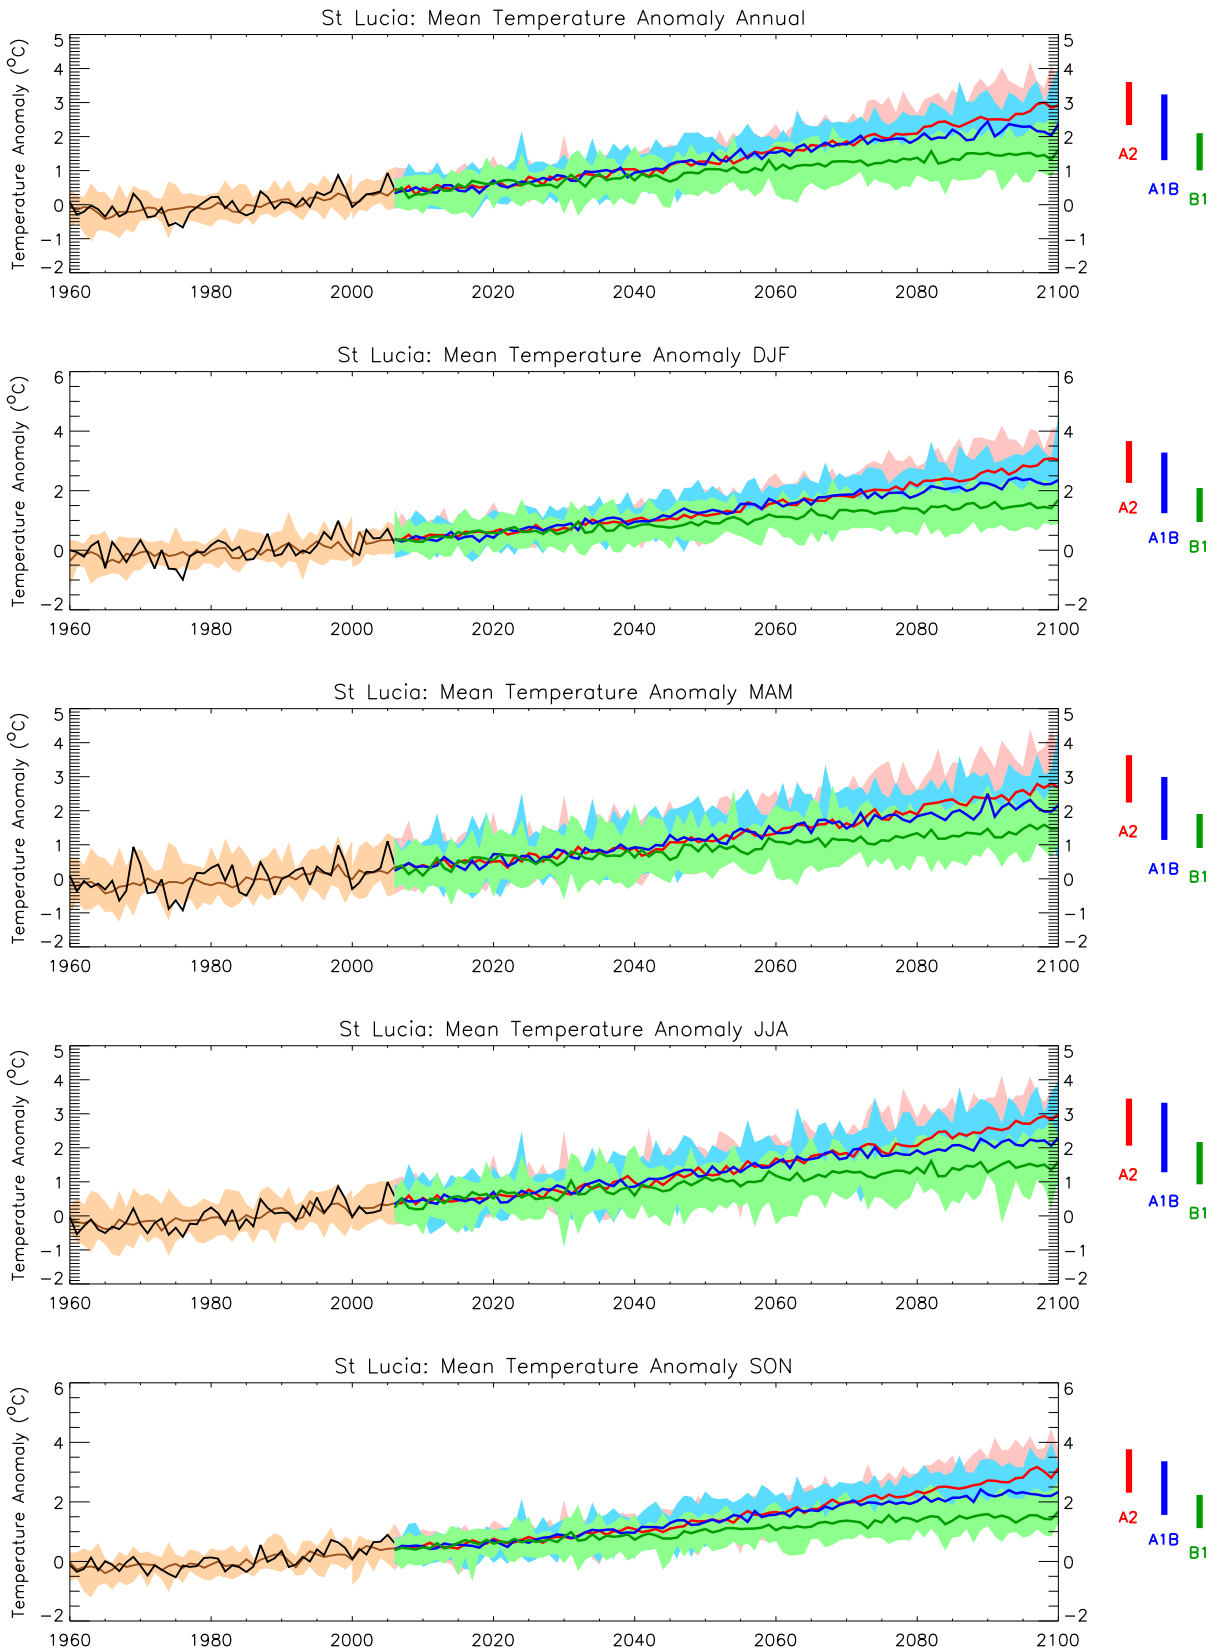 St Lucia: Mean Temperature Anomaly Annual
Temperature Anomaly (°C)
5 4 3 2 1 0 −1 −2
5 4 3 2 1 0 −1 −2
1960 1980 2000 2020 2040 2060 2080 2100
A2
A1B
B1
St Lucia: Mean Temperature Anomaly DJF
Temperature Anomaly (°C)
6 4 2 0 −2
6 4 2 0 −2
1960 1980 2000 2020 2040 2060 2080 2100
A2
A1B
B1
St Lucia: Mean Temperature Anomaly MAM
Temperature Anomaly (°C)
5 4 3 2 1 0 −1 −2
5 4 3 2 1 0 −1 −2
1960 1980 2000 2020 2040 2060 2080 2100
A2
A1B
B1
St Lucia: Mean Temperature Anomaly JJA
Temperature Anomaly (°C)
5 4 3 2 1 0 −1 −2
5 4 3 2 1 0 −1 −2
1960 1980 2000 2020 2040 2060 2080 2100
A2
A1B
B1
St Lucia: Mean Temperature Anomaly SON
Temperature Anomaly (°C)
6 4 2 0 −2
6 4 2 0 −2
1960 1980 2000 2020 2040 2060 2080 2100
A2
A1B
B1